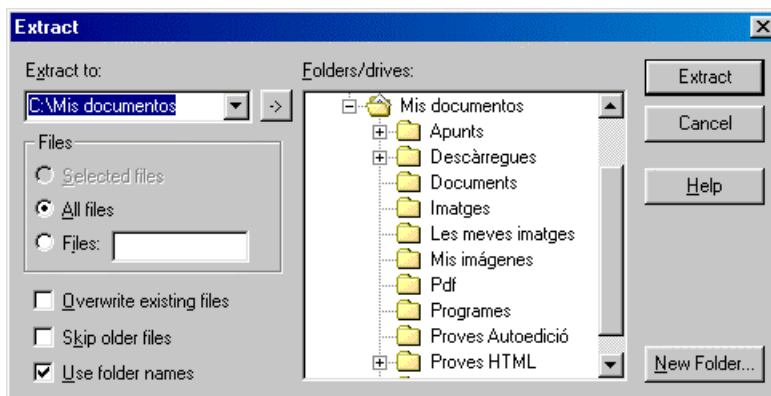 Extract
Extract to:
C:\Mis documentos
->
Files
Selected files
All files
Files:
Overwrite existing files
Skip older files
Use folder names
Folders/drives:
Mis documentos
Apunts
Descàrregues
Documents
Imatges
Les meves imatges
Mis imágenes
Pdf
Programes
Proves Autoedició
Proves HTML
Extract
Cancel
Help
New Folder...